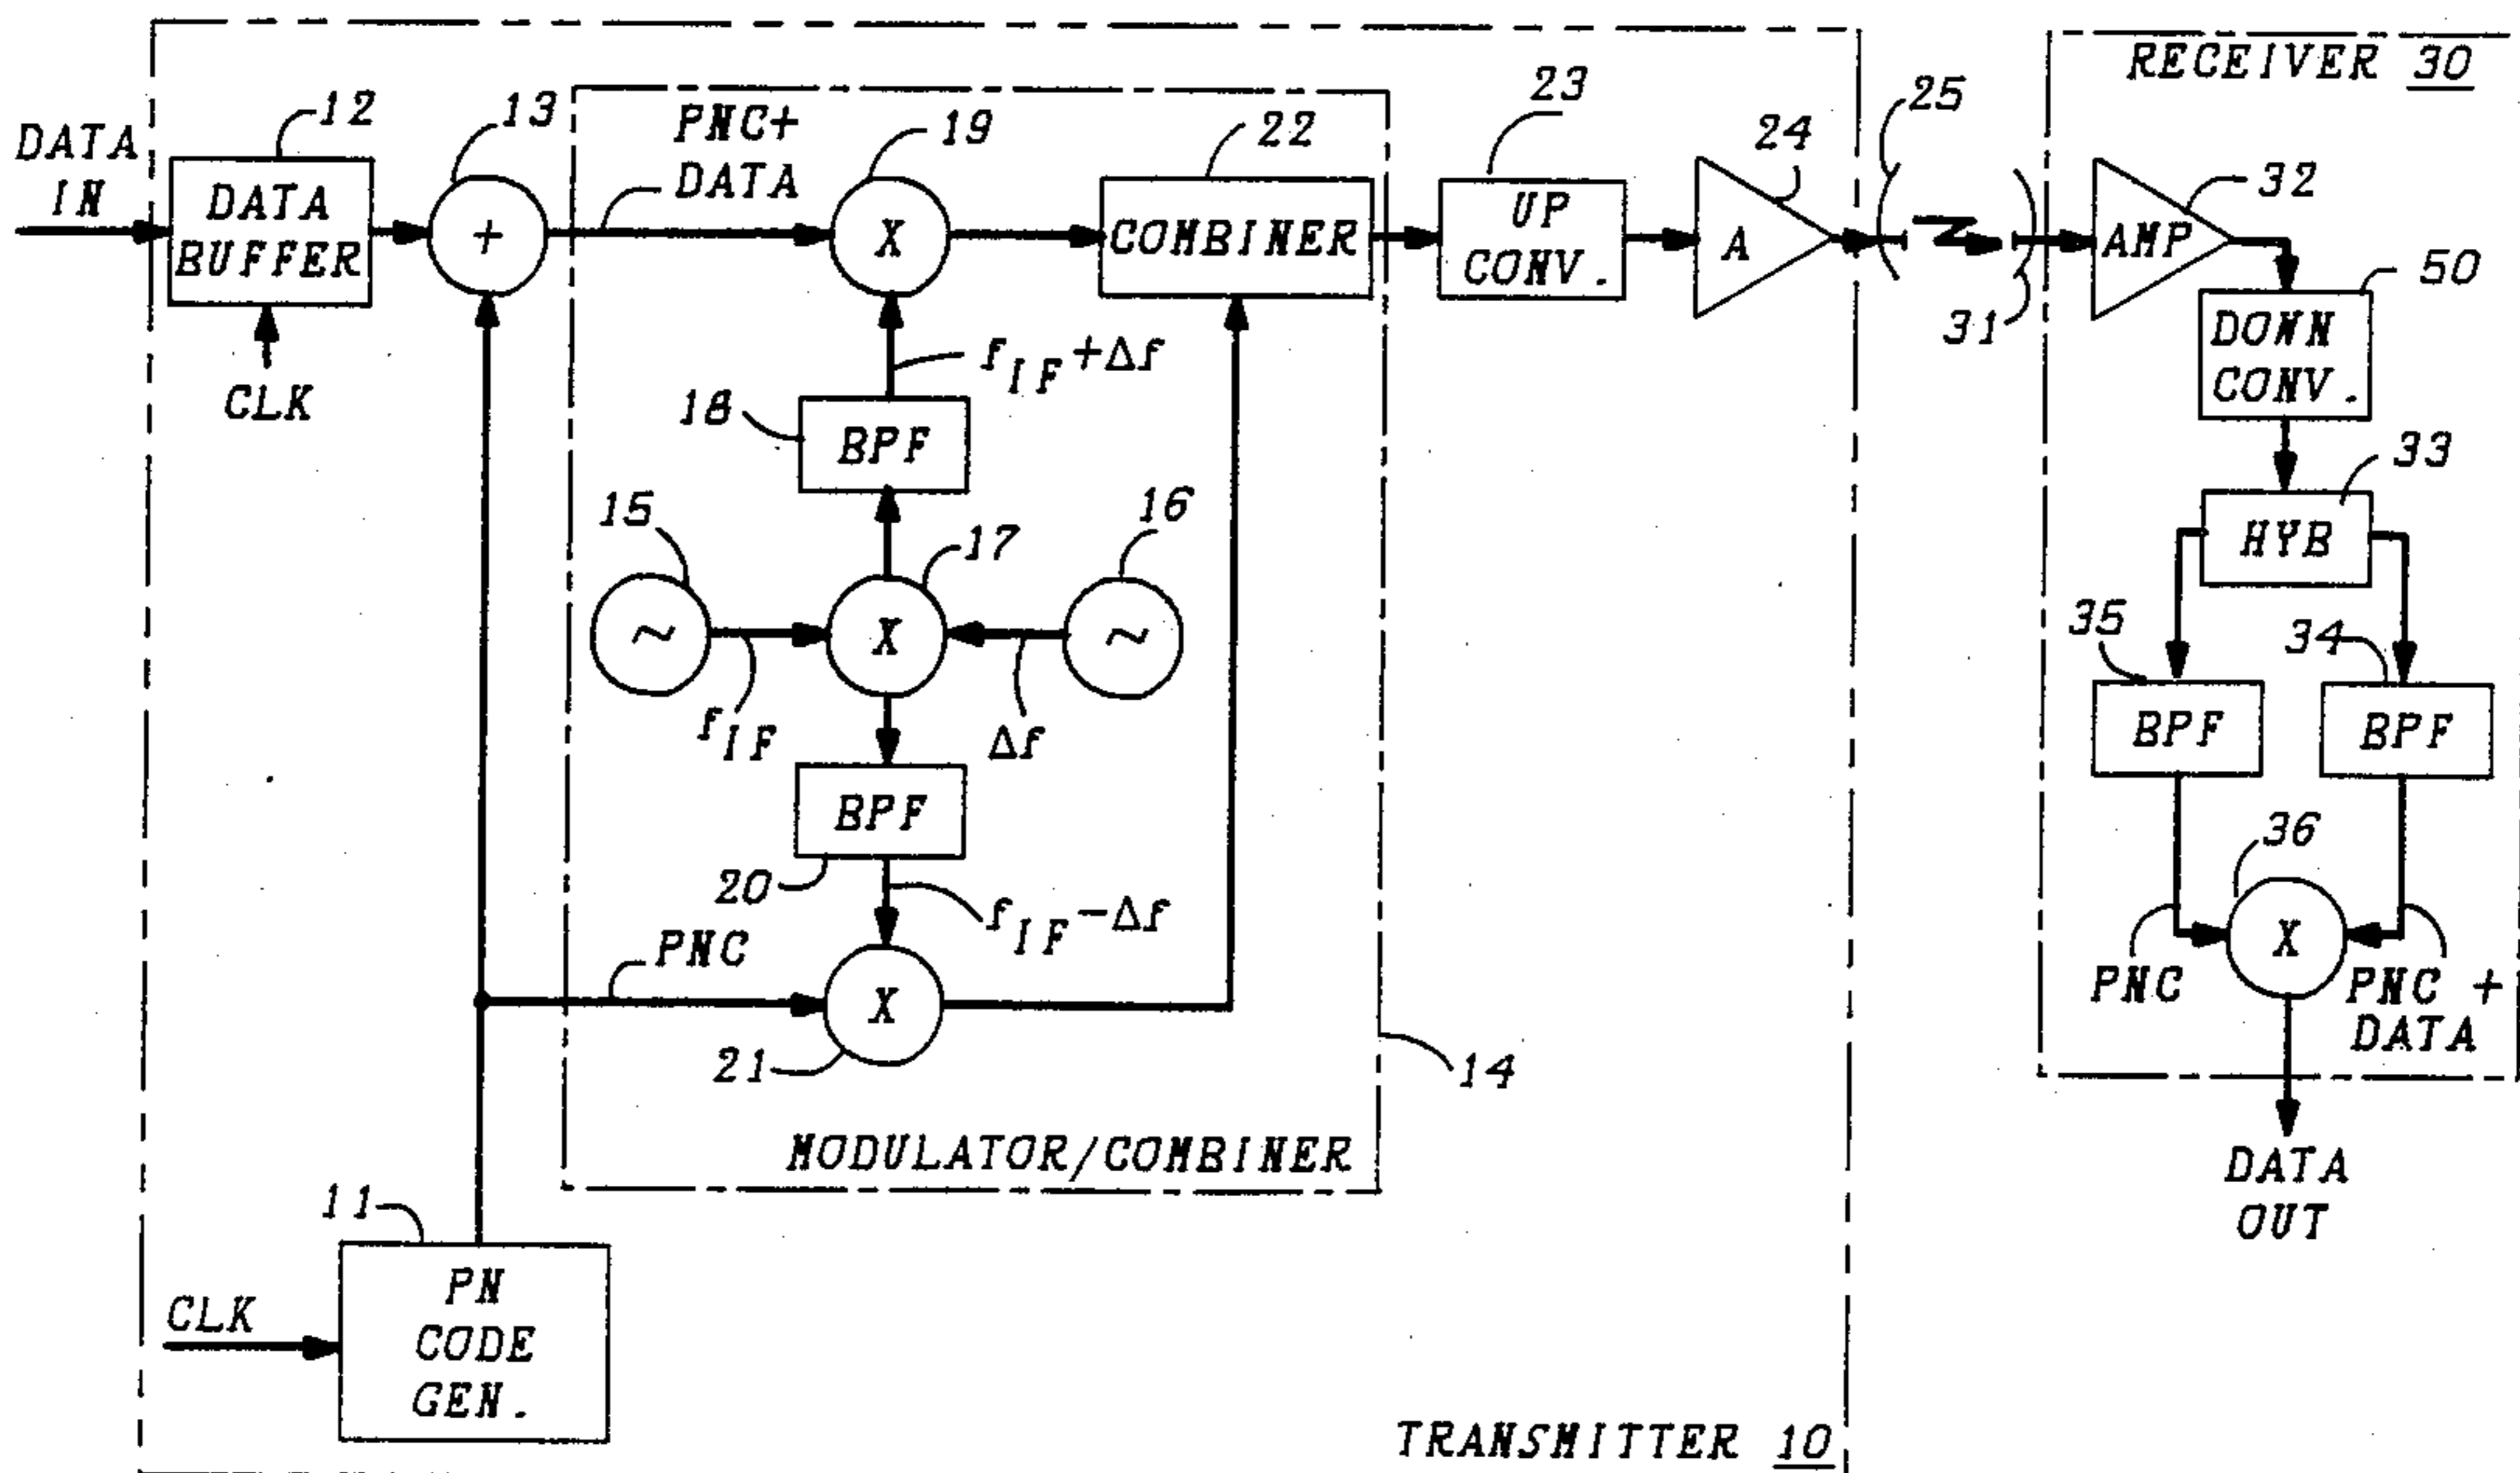 RECEIVER 30
DATA
IN
12
DATA
BUFFER
CLK
13
+
PNC+
DATA
19
X
22
COMBINER
23
UP
CONV.
24
A
25
31
32
AMP
50
DOWN
CONV.
33
HYB
35
BPF
34
BPF
36
X
PNC
PNC +
DATA
DATA
OUT
fIF+Δf
18
BPF
15
~
fIF
17
X
16
~
Δf
BPF
20
fIF-Δf
PNC
X
21
14
MODULATOR/COMBINER
11
CLK
PN
CODE
GEN.
TRANSMITTER 10